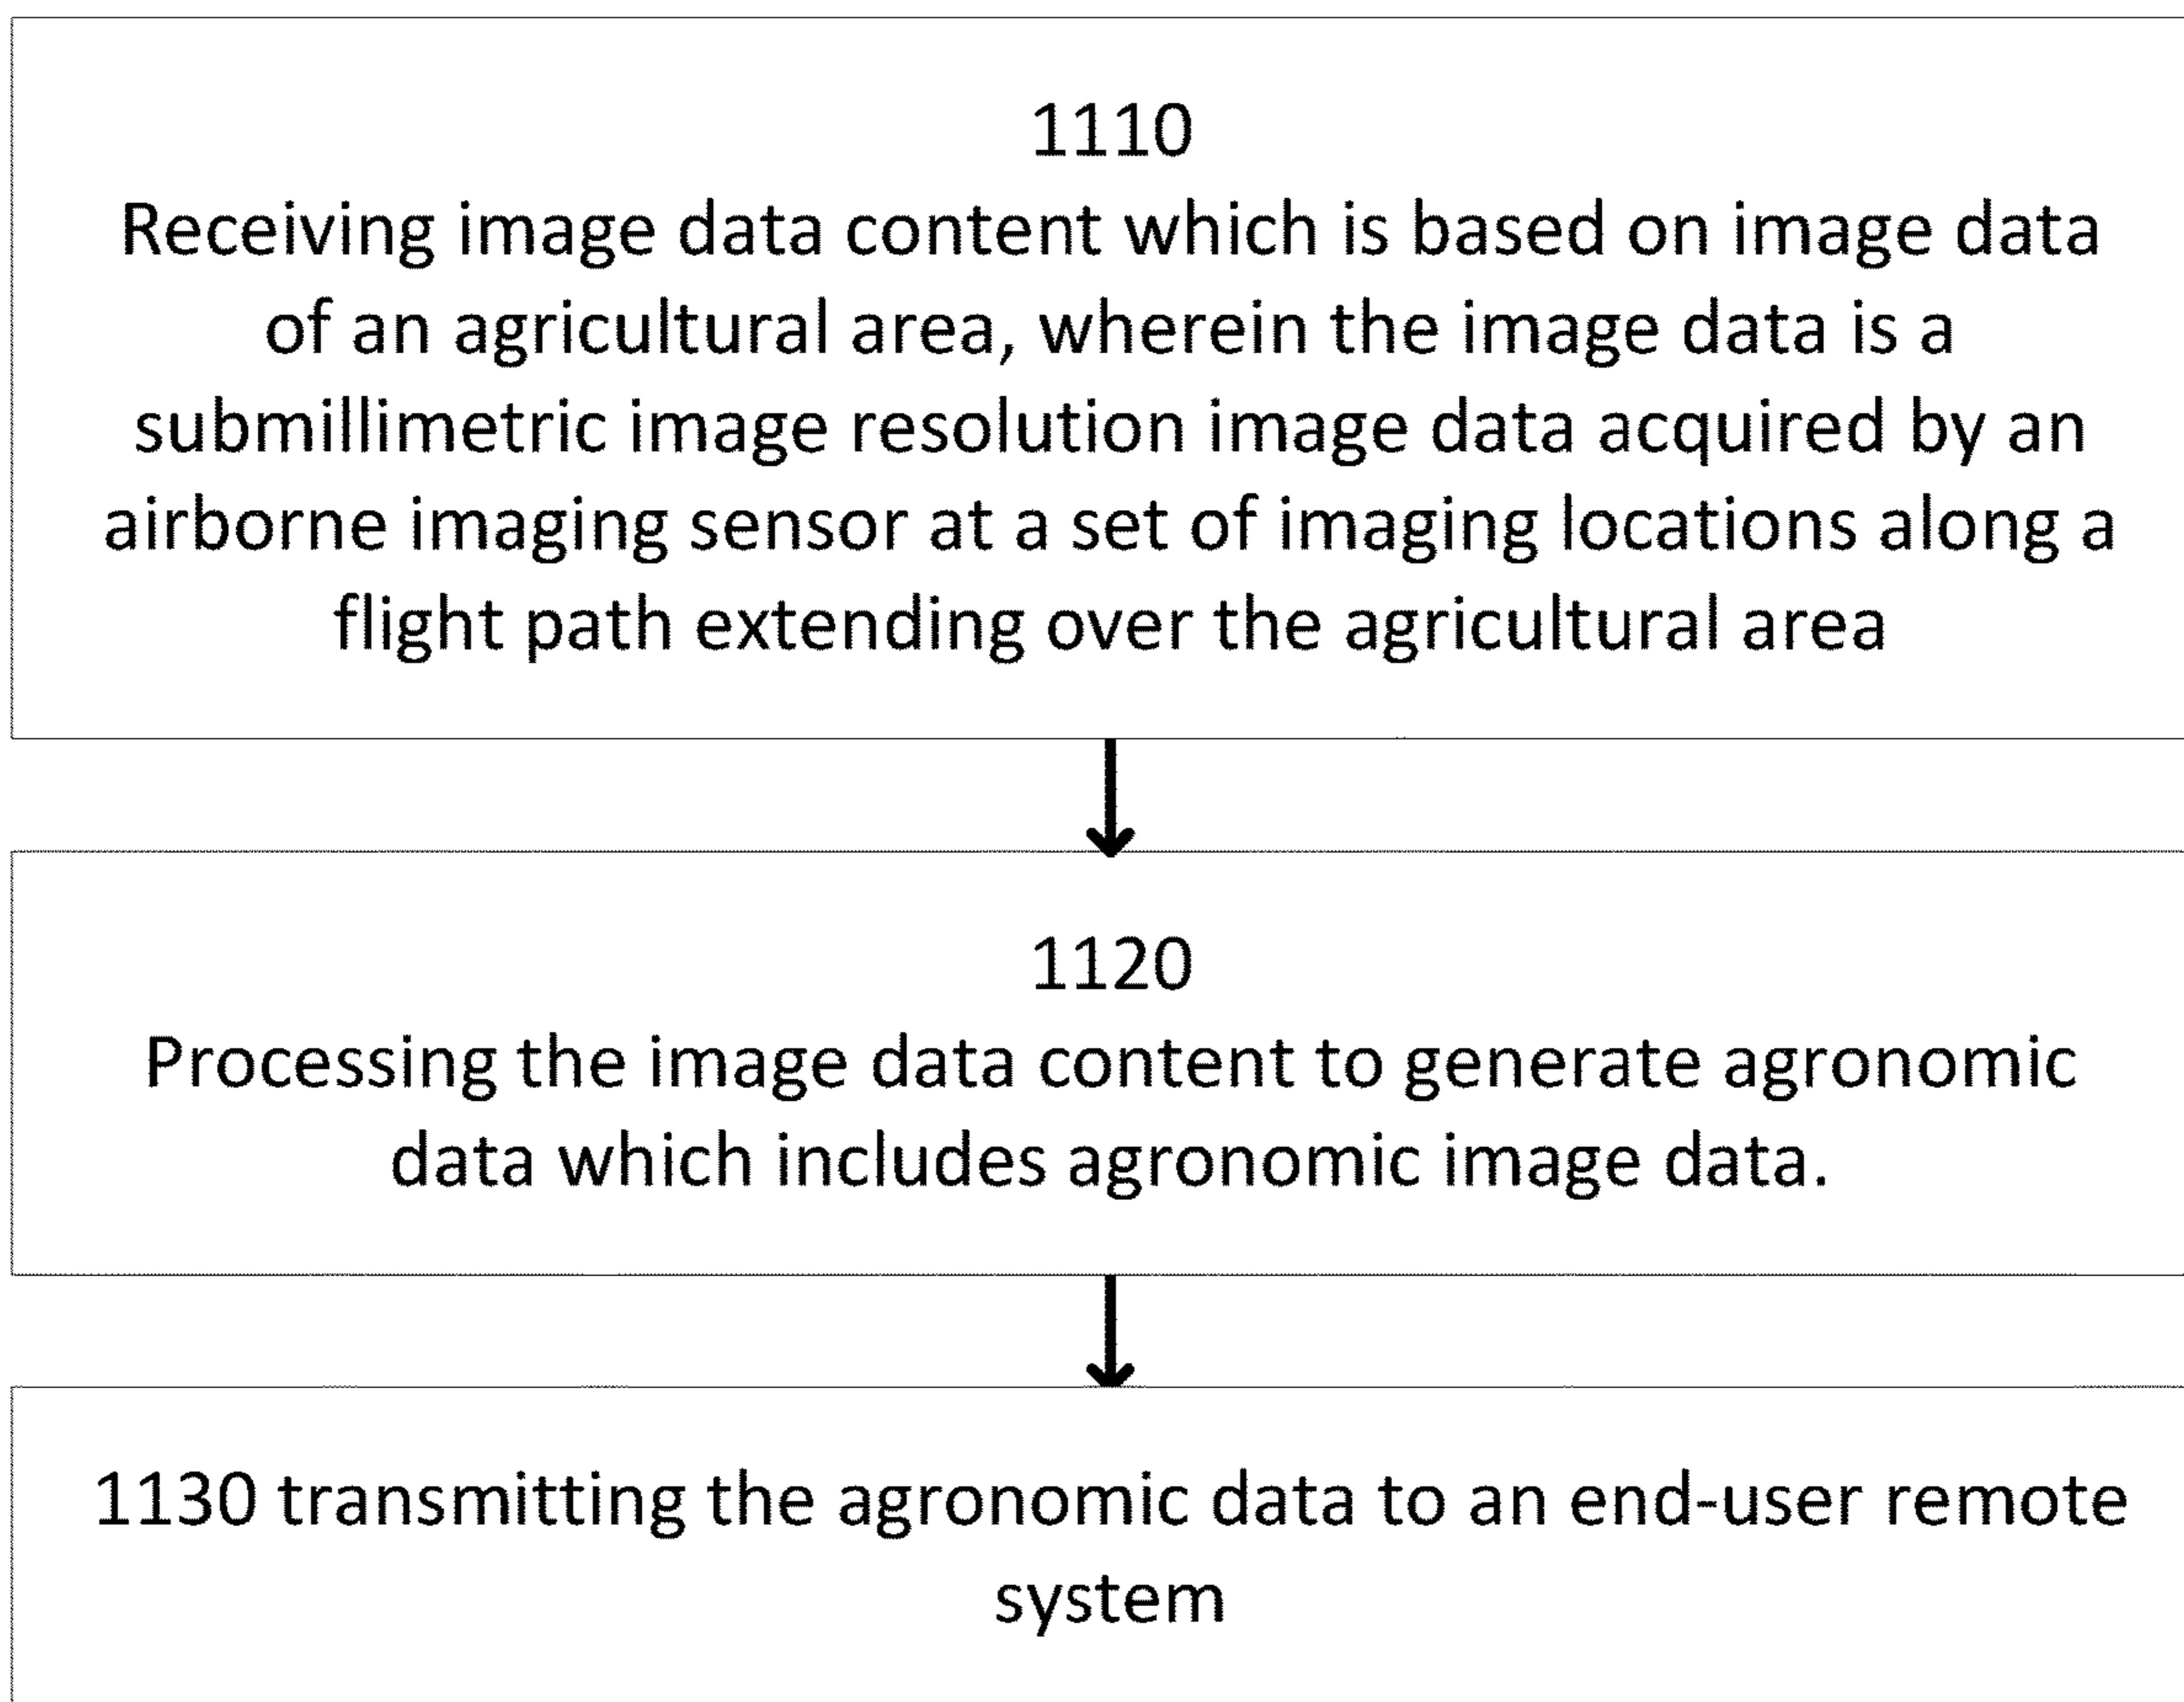 1110
Receiving image data content which is based on image data
of an agricultural area, wherein the image data is a
submillimetric image resolution image data acquired by an
airborne imaging sensor at a set of imaging locations along a
flight path extending over the agricultural area
1120
Processing the image data content to generate agronomic
data which includes agronomic image data.
1130 transmitting the agronomic data to an end-user remote
system